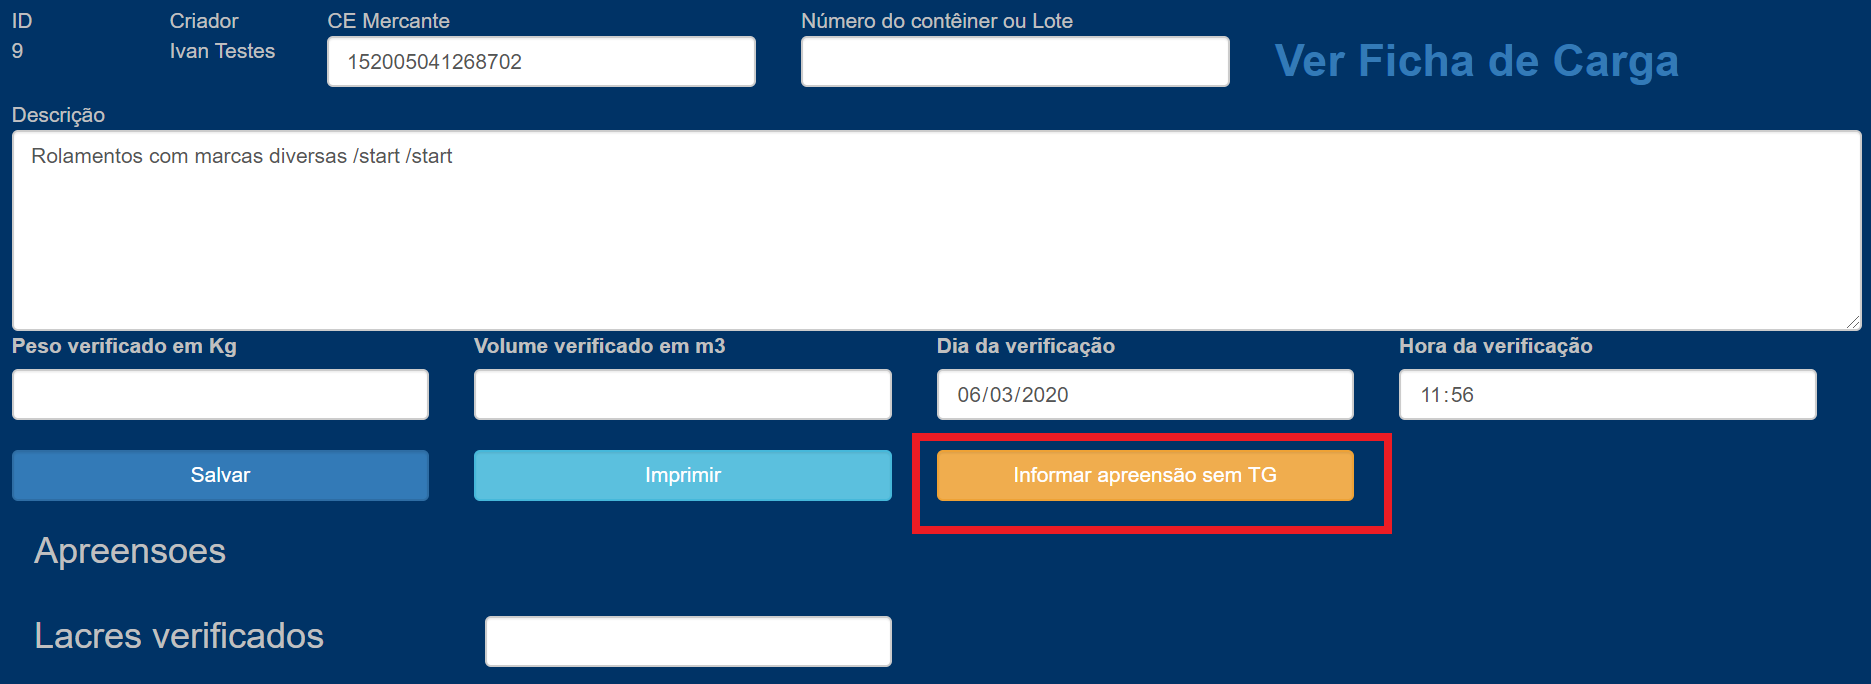 ID Criador CE Mercante Número do contêiner ou Lote
9 Ivan Testes 152005041268702 Ver Ficha de Carga
Descrição
Rolamentos com marcas diversas /start /start
Peso verificado em Kg Volume verificado em m3 Dia da verificação Hora da verificação
06/03/2020 11:56
Salvar Imprimir Informar apreensão sem TG
Apreensoes
Lacres verificados